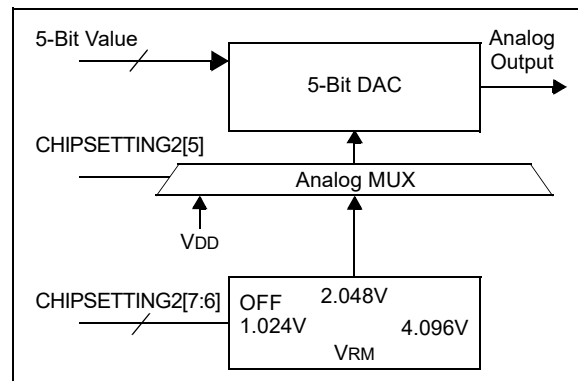 5-Bit Value
Analog
Output
5-Bit DAC
CHIPSETTING2[5]
Analog MUX
VDD
CHIPSETTING2[7:6]
OFF
2.048V
1.024V
4.096V
VRM